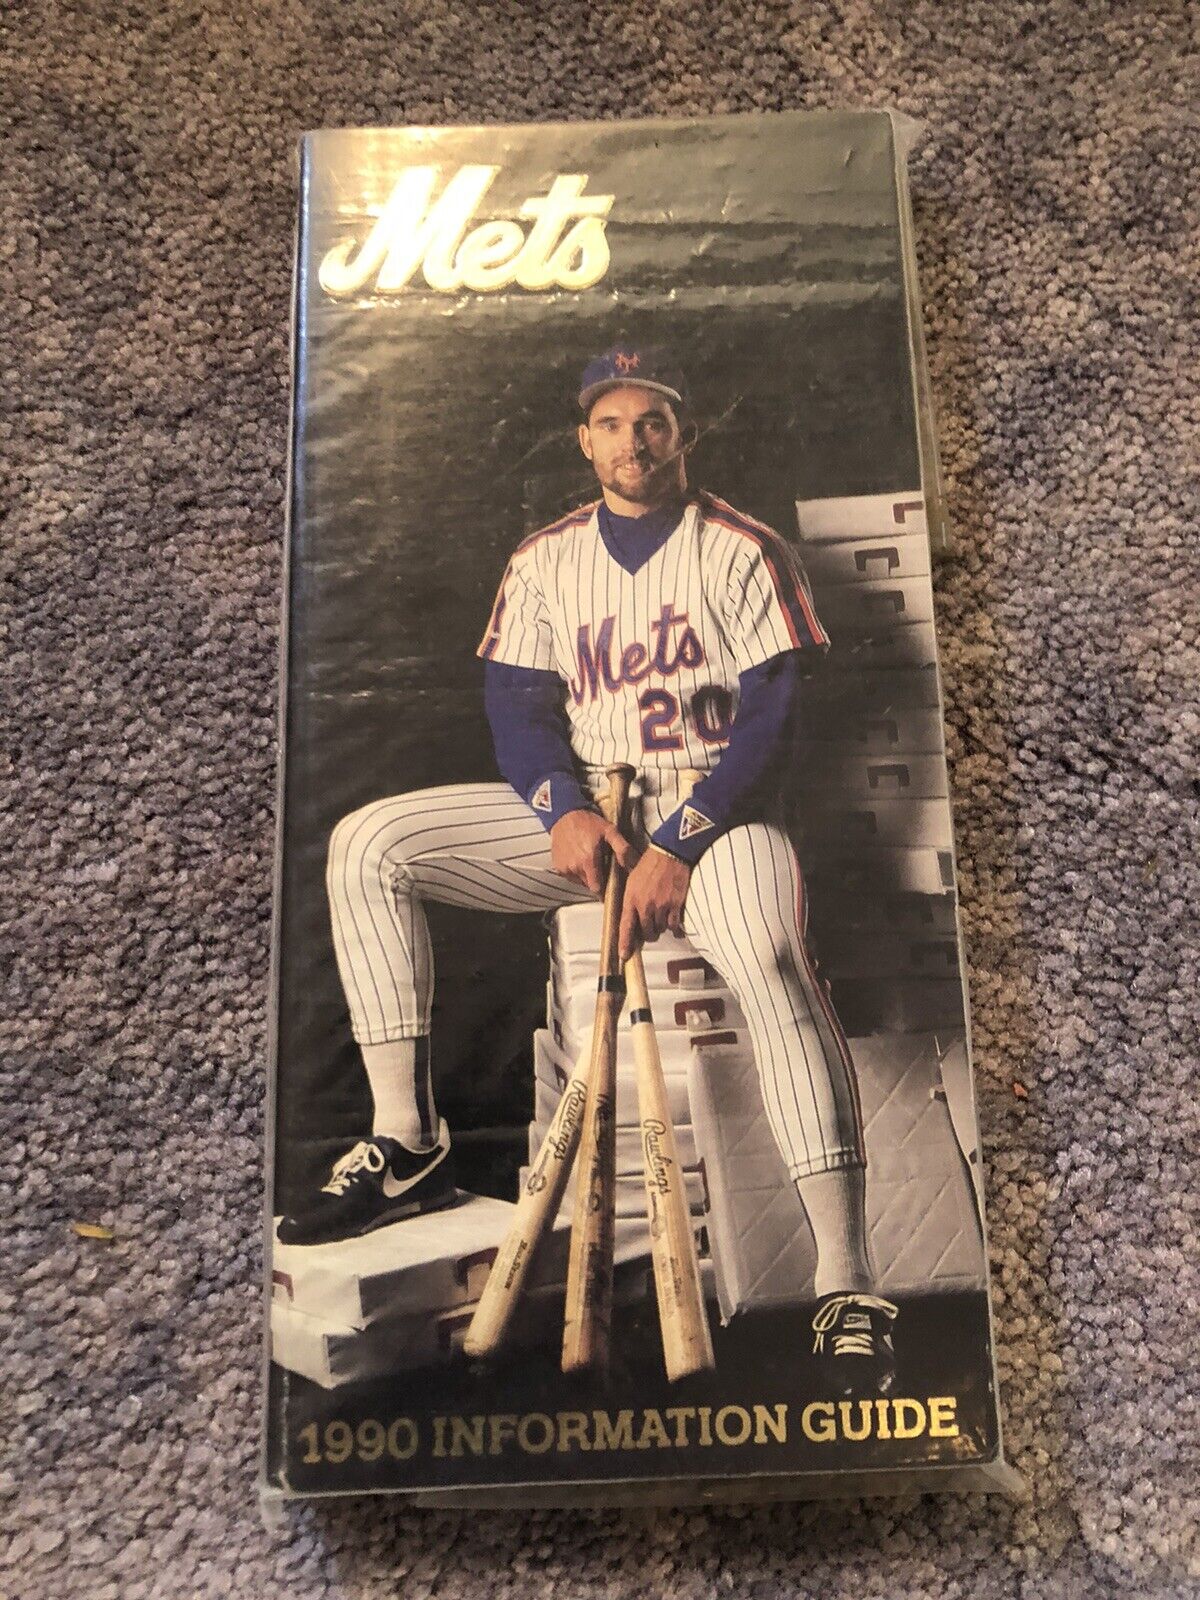 Mets
Mets
20
Rawlings
Rawlings
1990 INFORMATION GUIDE